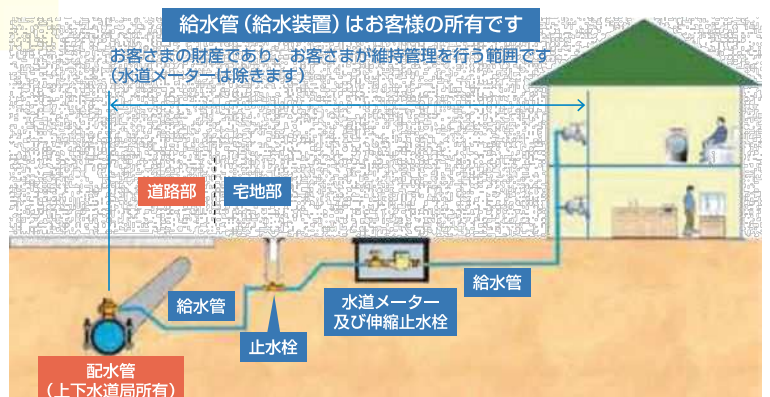 給水管（給水装置）はお客様の所有です
お客さまの財産であり、お客さまが維持管理を行う範囲です
（水道メーターは除きます）
道路部
宅地部
給水管
止水栓
水道メーター
及び伸縮止水栓
給水管
配水管
（上下水道局所有）